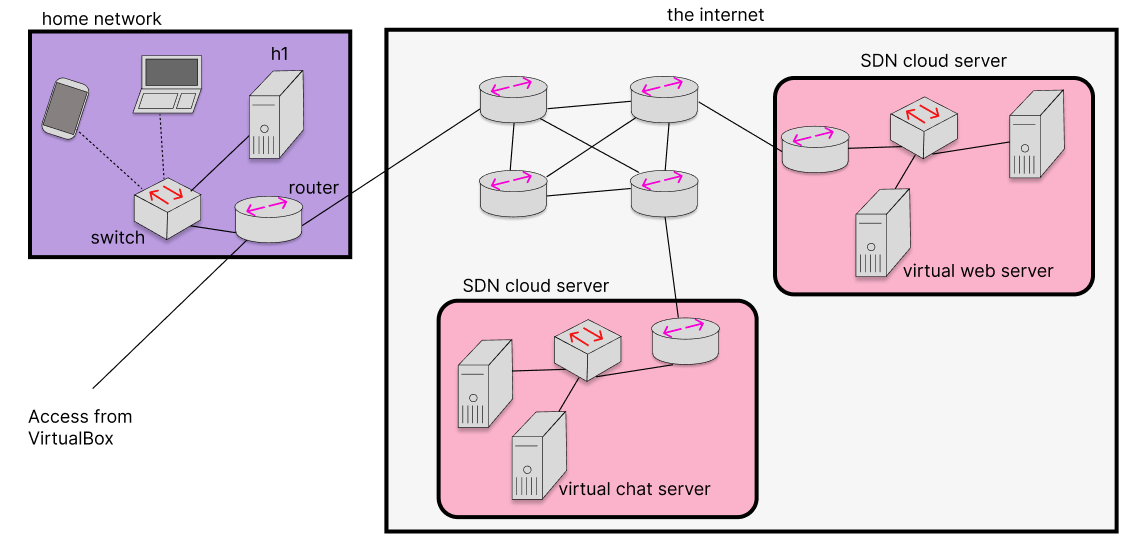 home network
the internet
h1
SDN cloud server
router
switch
virtual web server
SDN cloud server
Access from
VirtualBox
virtual chat server